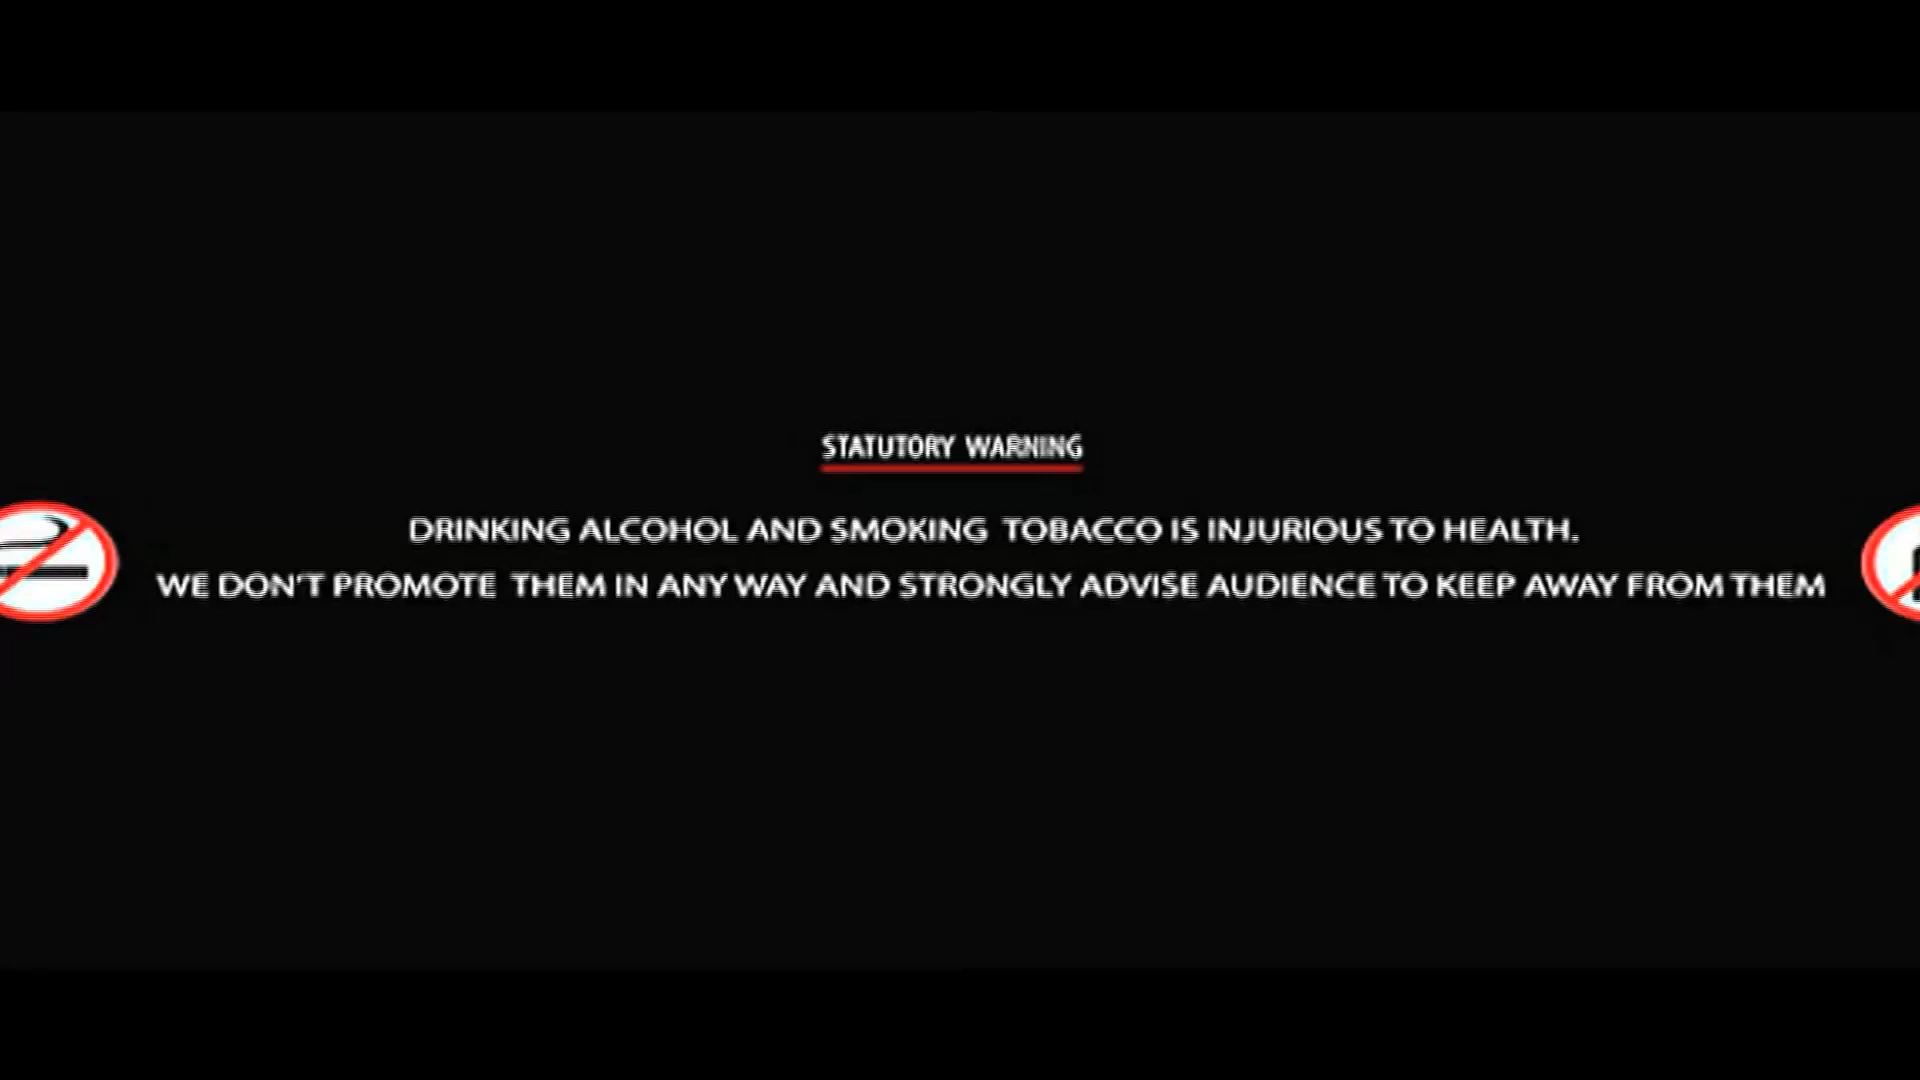 STATUTORY WARNING
DRINKING ALCOHOL AND SMOKING TOBACCO IS INJURIOUS TO HEALTH.
WE DON'T PROMOTE THEM IN ANY WAY AND STRONGLY ADVISE AUDIENCE TO KEEP AWAY FROM THEM